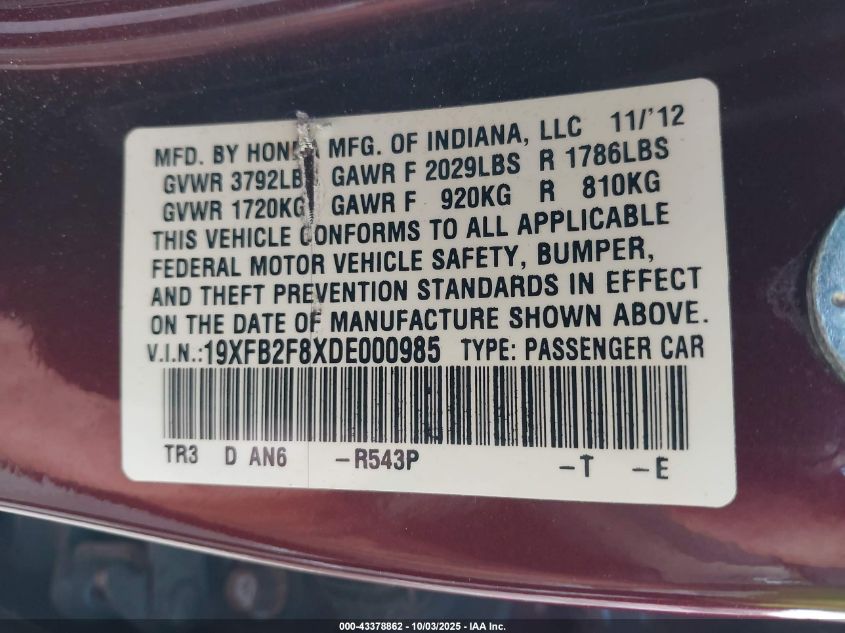 MFD. BY HONDA MFG. OF INDIANA, LLC 11/'12
GVWR 3792LB GAWR F 2029LBS R 1786LBS
GVWR 1720KG GAWR F 920KG R 810KG
THIS VEHICLE CONFORMS TO ALL APPLICABLE
FEDERAL MOTOR VEHICLE SAFETY, BUMPER,
AND THEFT PREVENTION STANDARDS IN EFFECT
ON THE DATE OF MANUFACTURE SHOWN ABOVE.
V.I.N.:19XFB2F8XDE000985 TYPE: PASSENGER CAR
TR3 D AN6 -R543P -T -E
000-43378862 - 10/03/2025 - IAA Inc.